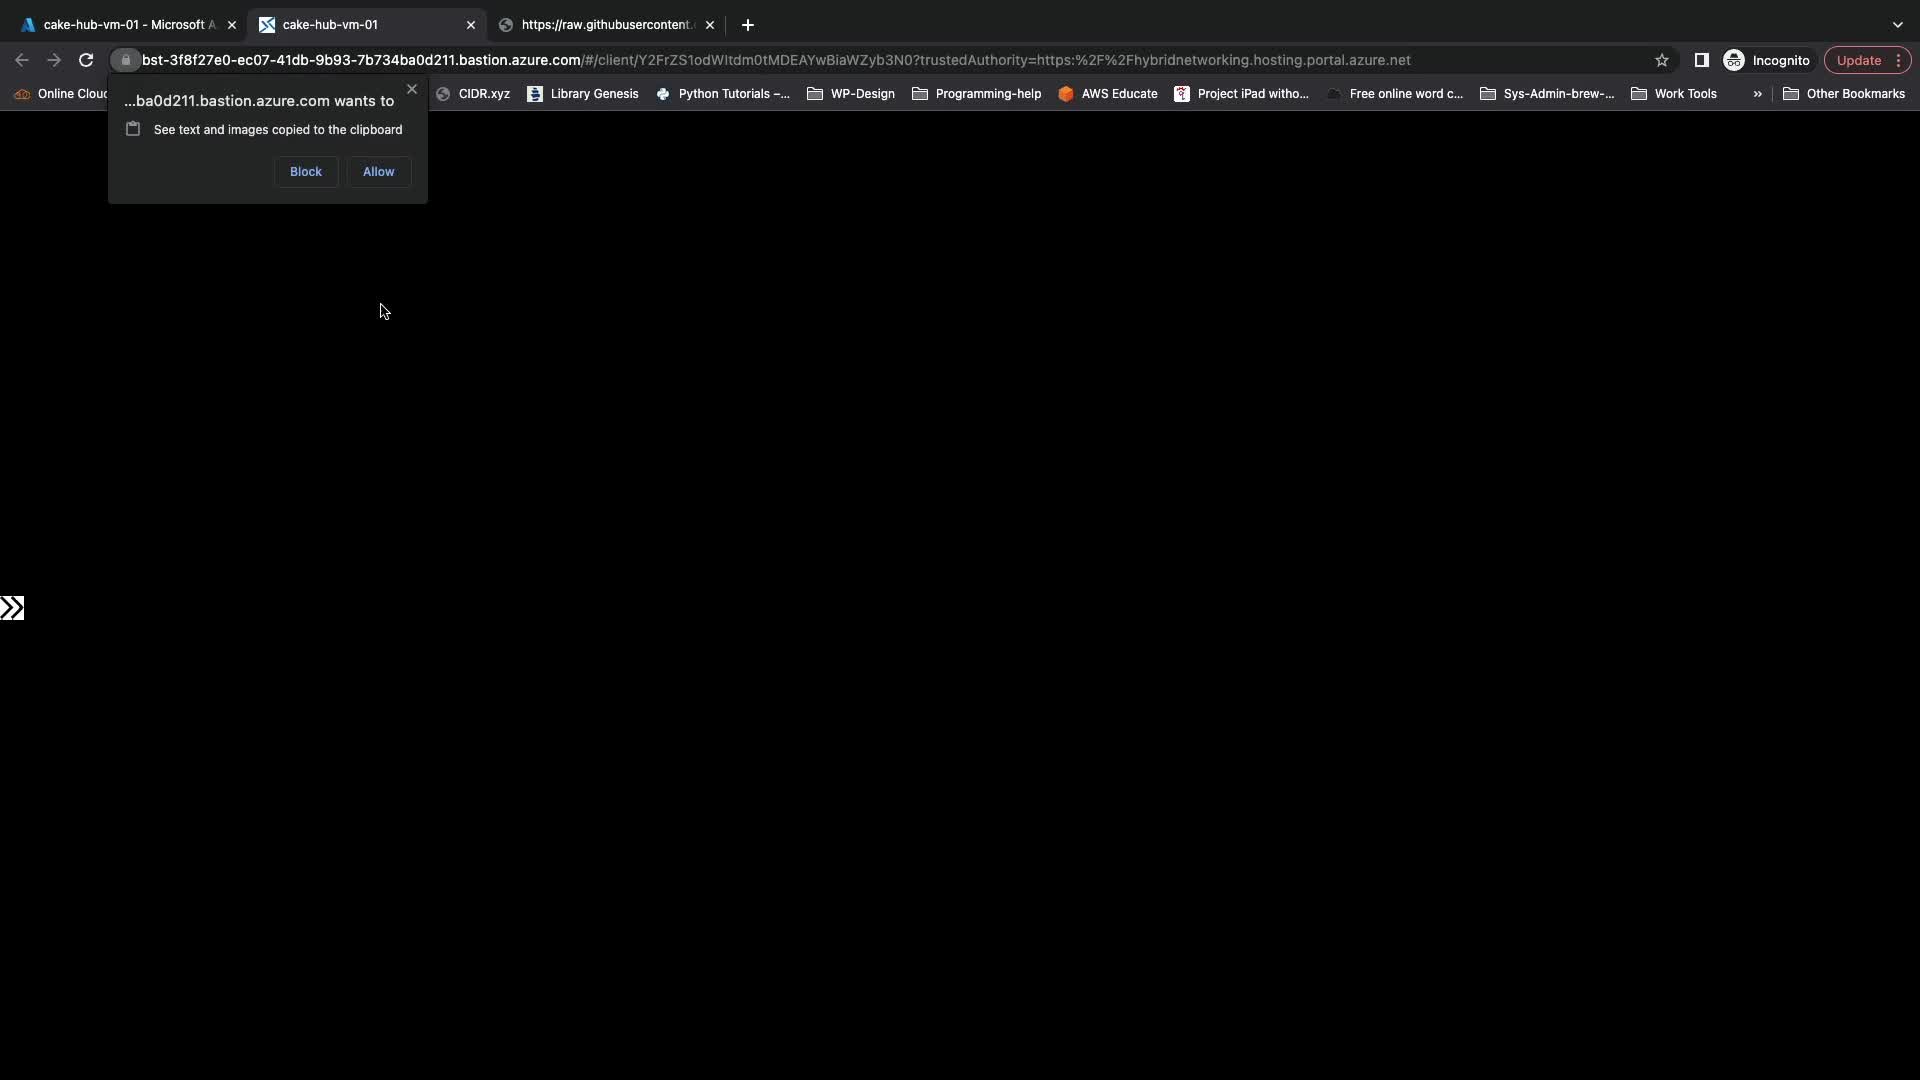 cake-hub-vm-01 - Microsoft A
cake-hub-vm-01
https://raw.githubusercontent.
bst-3f8f27e0-ec07-41db-9b93-7b734ba0d211.bastion.azure.com/#/client/Y2FrZS1odWItdm0tMDEAYwBiaWZyb3N0?trustedAuthority=https:%2F%2Fhybridnetworking.hosting.portal.azure.net
Incognito
Update
Online Clou
CIDR.xyz
Library Genesis
Python Tutorials –...
WP-Design
Programming-help
AWS Educate
Project iPad witho...
Free online word c...
Sys-Admin-brew-...
Work Tools
»
Other Bookmarks
...ba0d211.bastion.azure.com wants to
See text and images copied to the clipboard
Block
Allow